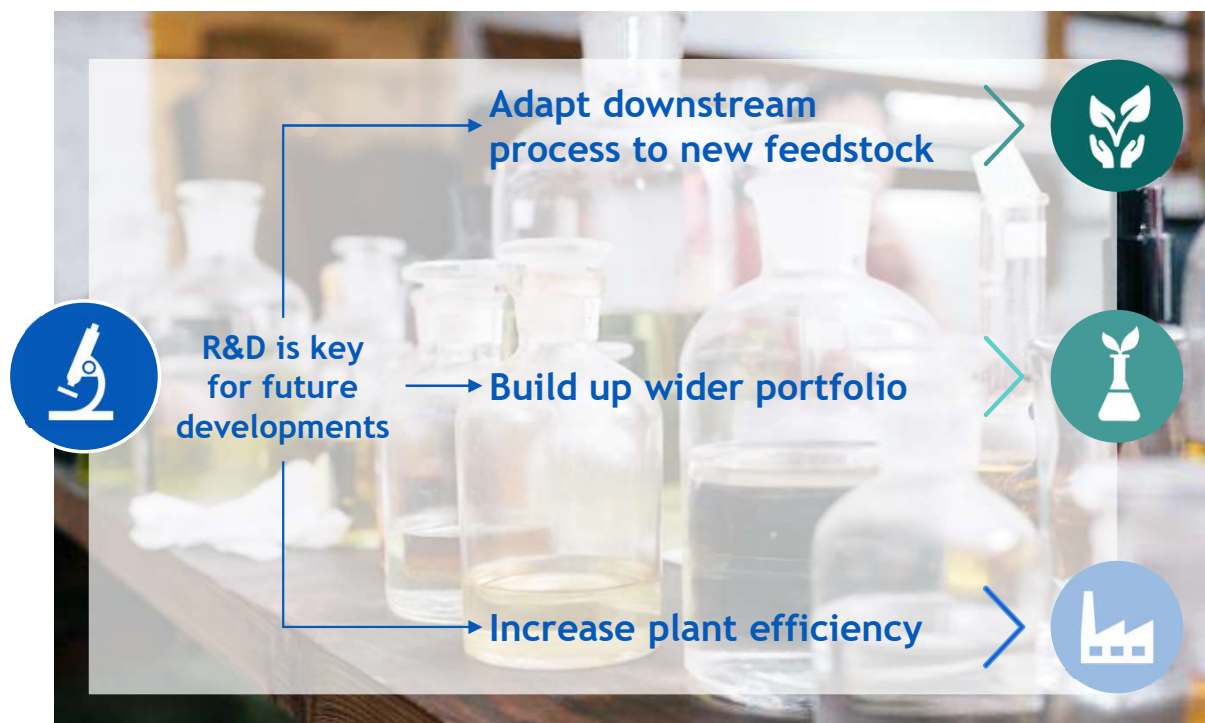 Adapt downstream
process to new feedstock
R&D is key
for future
developments
Build up wider portfolio
Increase plant efficiency